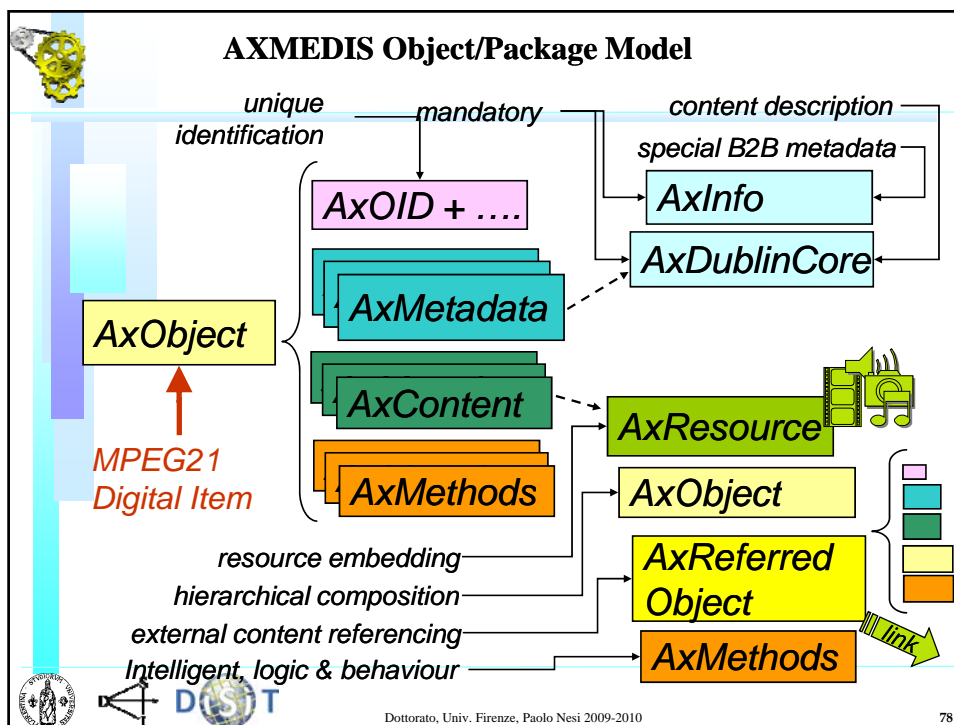 AXMEDIS Object/Package Model
unique
identification
mandatory
content description
special B2B metadata
AxOID + ....
AxInfo
AxDublinCore
AxMetadata
AxObject
AxContent
AxResource
MPEG21
Digital Item
AxMethods
AxObject
resource embedding
AxReferred
Object
hierarchical composition
external content referencing
link
Intelligent, logic & behaviour
AxMethods
DISIT
Dottorato, Univ. Firenze, Paolo Nesi 2009-2010
78